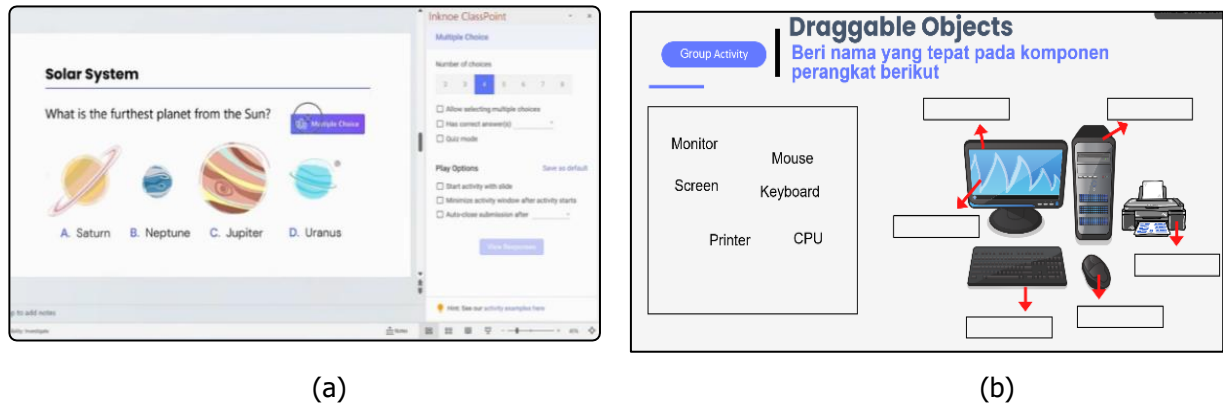 Inknoe ClassPoint
Multiple Choice
Number of choices
2 3 4 5 6 7 8
Allow selecting multiple choices
Has correct answer(s)
Quiz mode
Play Options Save as default
Start activity with slide
Minimize activity window after activity starts
Auto-close submission after
View Responses
Hint: See our activity examples here
Solar System
What is the furthest planet from the Sun?
Multiple Choice
A. Saturn B. Neptune C. Jupiter D. Uranus
p to add notes
Notes
(a)
Draggable Objects
Group Activity
Beri nama yang tepat pada komponen
perangkat berikut
Monitor
Mouse
Screen
Keyboard
Printer
CPU
(b)